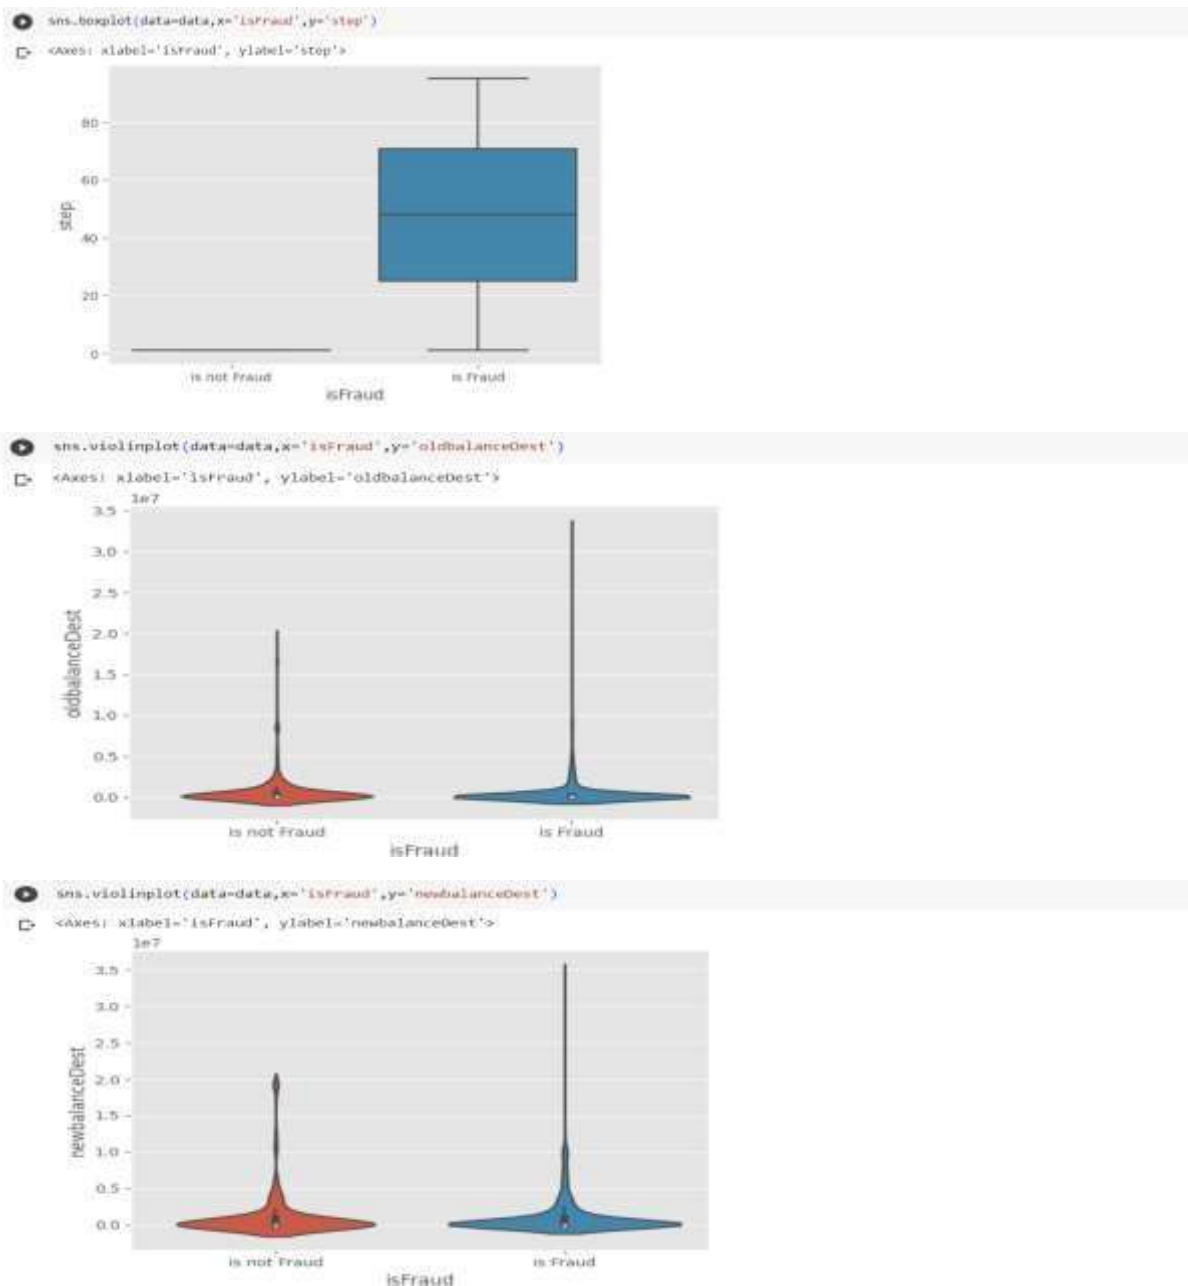 sns.boxplot(data=data,x='isFraud',y='step')
<Axes: xlabel='isFraud', ylabel='step'>
80
60
step
40
20
0
is not Fraud is Fraud
isFraud
sns.violinplot(data=data,x='isFraud',y='oldbalanceDest')
<Axes: xlabel='isFraud', ylabel='oldbalanceDest'>
1e7
3.5
3.0
2.5
2.0
oldbalanceDest
1.5
1.0
0.5
0.0
is not Fraud is Fraud
isFraud
sns.violinplot(data=data,x='isFraud',y='newbalanceDest')
<Axes: xlabel='isFraud', ylabel='newbalanceDest'>
1e7
3.5
3.0
2.5
2.0
newbalanceDest
1.5
1.0
0.5
0.0
is not Fraud is Fraud
isFraud